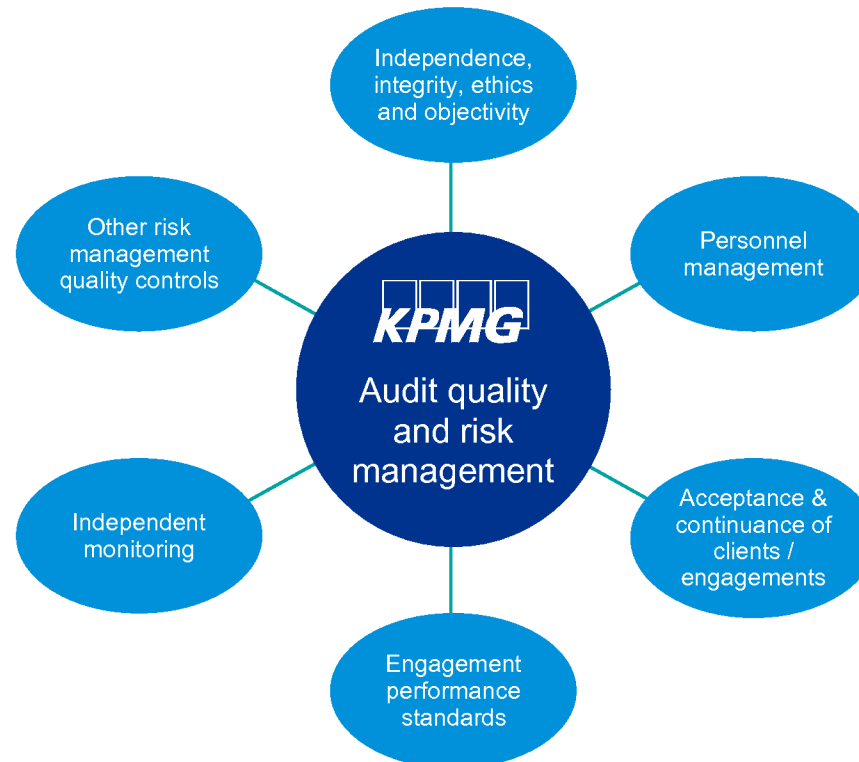 Independence,
integrity, ethics
and objectivity
Other risk
management
quality controls
Personnel
management
KPMG
Audit quality
and risk
management
Independent
monitoring
Acceptance &
continuance of
clients /
engagements
Engagement
performance
standards